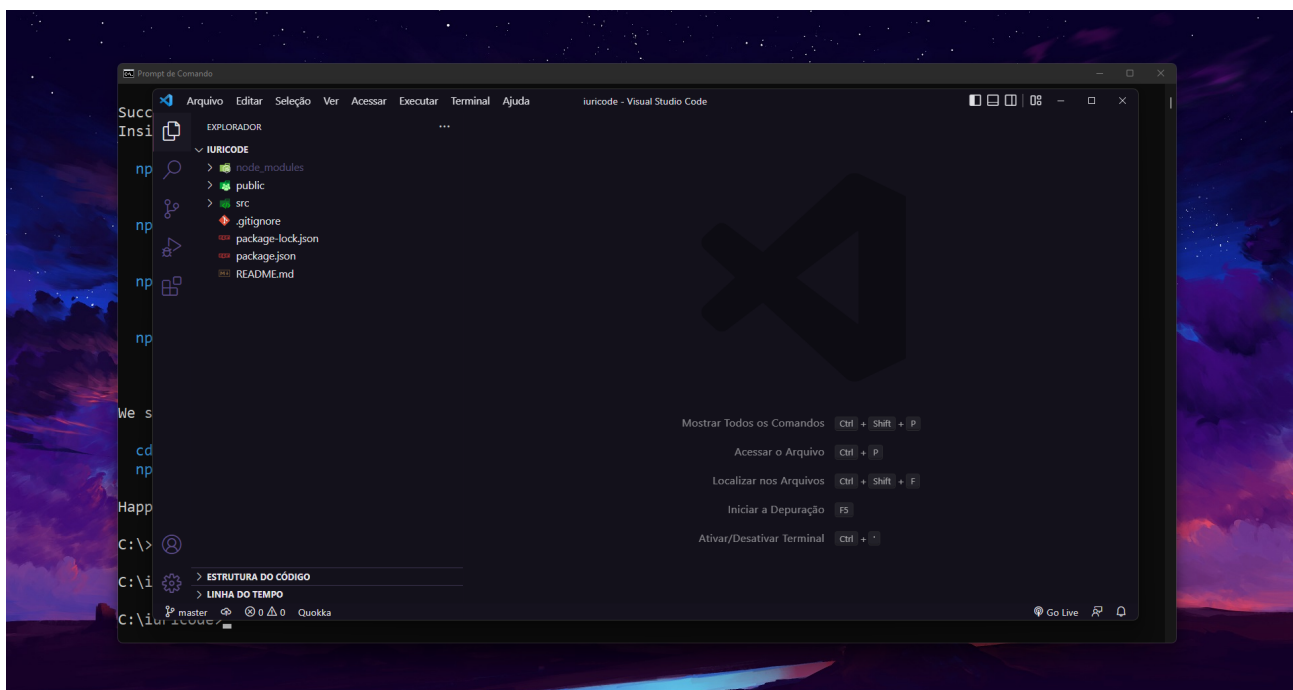 Prompt de Comando
Succ
Insi
np
np
np
np
We s
cd
np
Happ
C:\>
C:\i
C:\iuricode>
Arquivo Editar Seleção Ver Acessar Executar Terminal Ajuda iuricode - Visual Studio Code
EXPLORADOR
IURICODE
node_modules
public
src
.gitignore
package-lock.json
package.json
README.md
Mostrar Todos os Comandos Ctrl + Shift + P
Acessar o Arquivo Ctrl + P
Localizar nos Arquivos Ctrl + Shift + F
Iniciar a Depuração F5
Ativar/Desativar Terminal Ctrl + '
ESTRUTURA DO CÓDIGO
LINHA DO TEMPO
master 0 0 Quokka Go Live